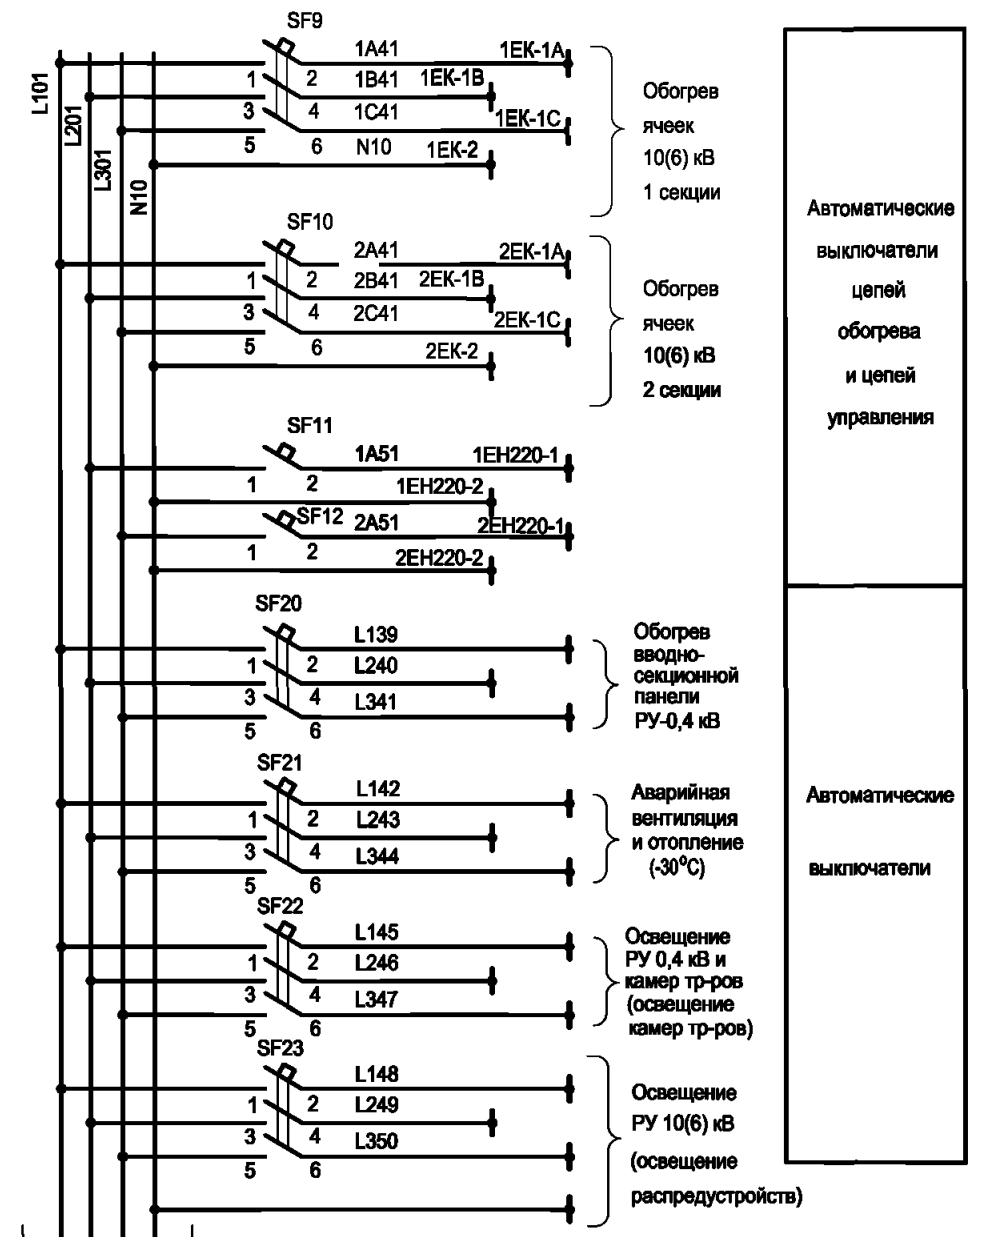 SF9
1A41 1EK-1A
1 2 1B41 1EK-1B
3 4 1C41 1EK-1C
5 6 N10 1EK-2
Обогрев
ячеек
10(6) кВ
1 секции
L101
L201
L301
N10
SF10
2A41 2EK-1A
1 2 2B41 2EK-1B
3 4 2C41 2EK-1C
5 6 2EK-2
Обогрев
ячеек
10(6) кВ
2 секции
SF11
1A51 1EH220-1
1 2 1EH220-2
SF12 2A51 2EH220-1
1 2 2EH220-2
Автоматические
выключатели
цепей
обогрева
и цепей
управления
SF20
L139
1 2 L240
3 4 L341
5 6
Обогрев
вводно-
секционной
панели
РУ-0,4 кВ
SF21
L142
1 2 L243
3 4 L344
5 6
Аварийная
вентиляция
и отопление
(-30⁰C)
SF22
L145
1 2 L246
3 4 L347
5 6
Освещение
РУ 0,4 кВ и
камер тр-ров
(освещение
камер тр-ров)
SF23
L148
1 2 L249
3 4 L350
5 6
Освещение
РУ 10(6) кВ
(освещение
распредустройств)
Автоматические
выключатели